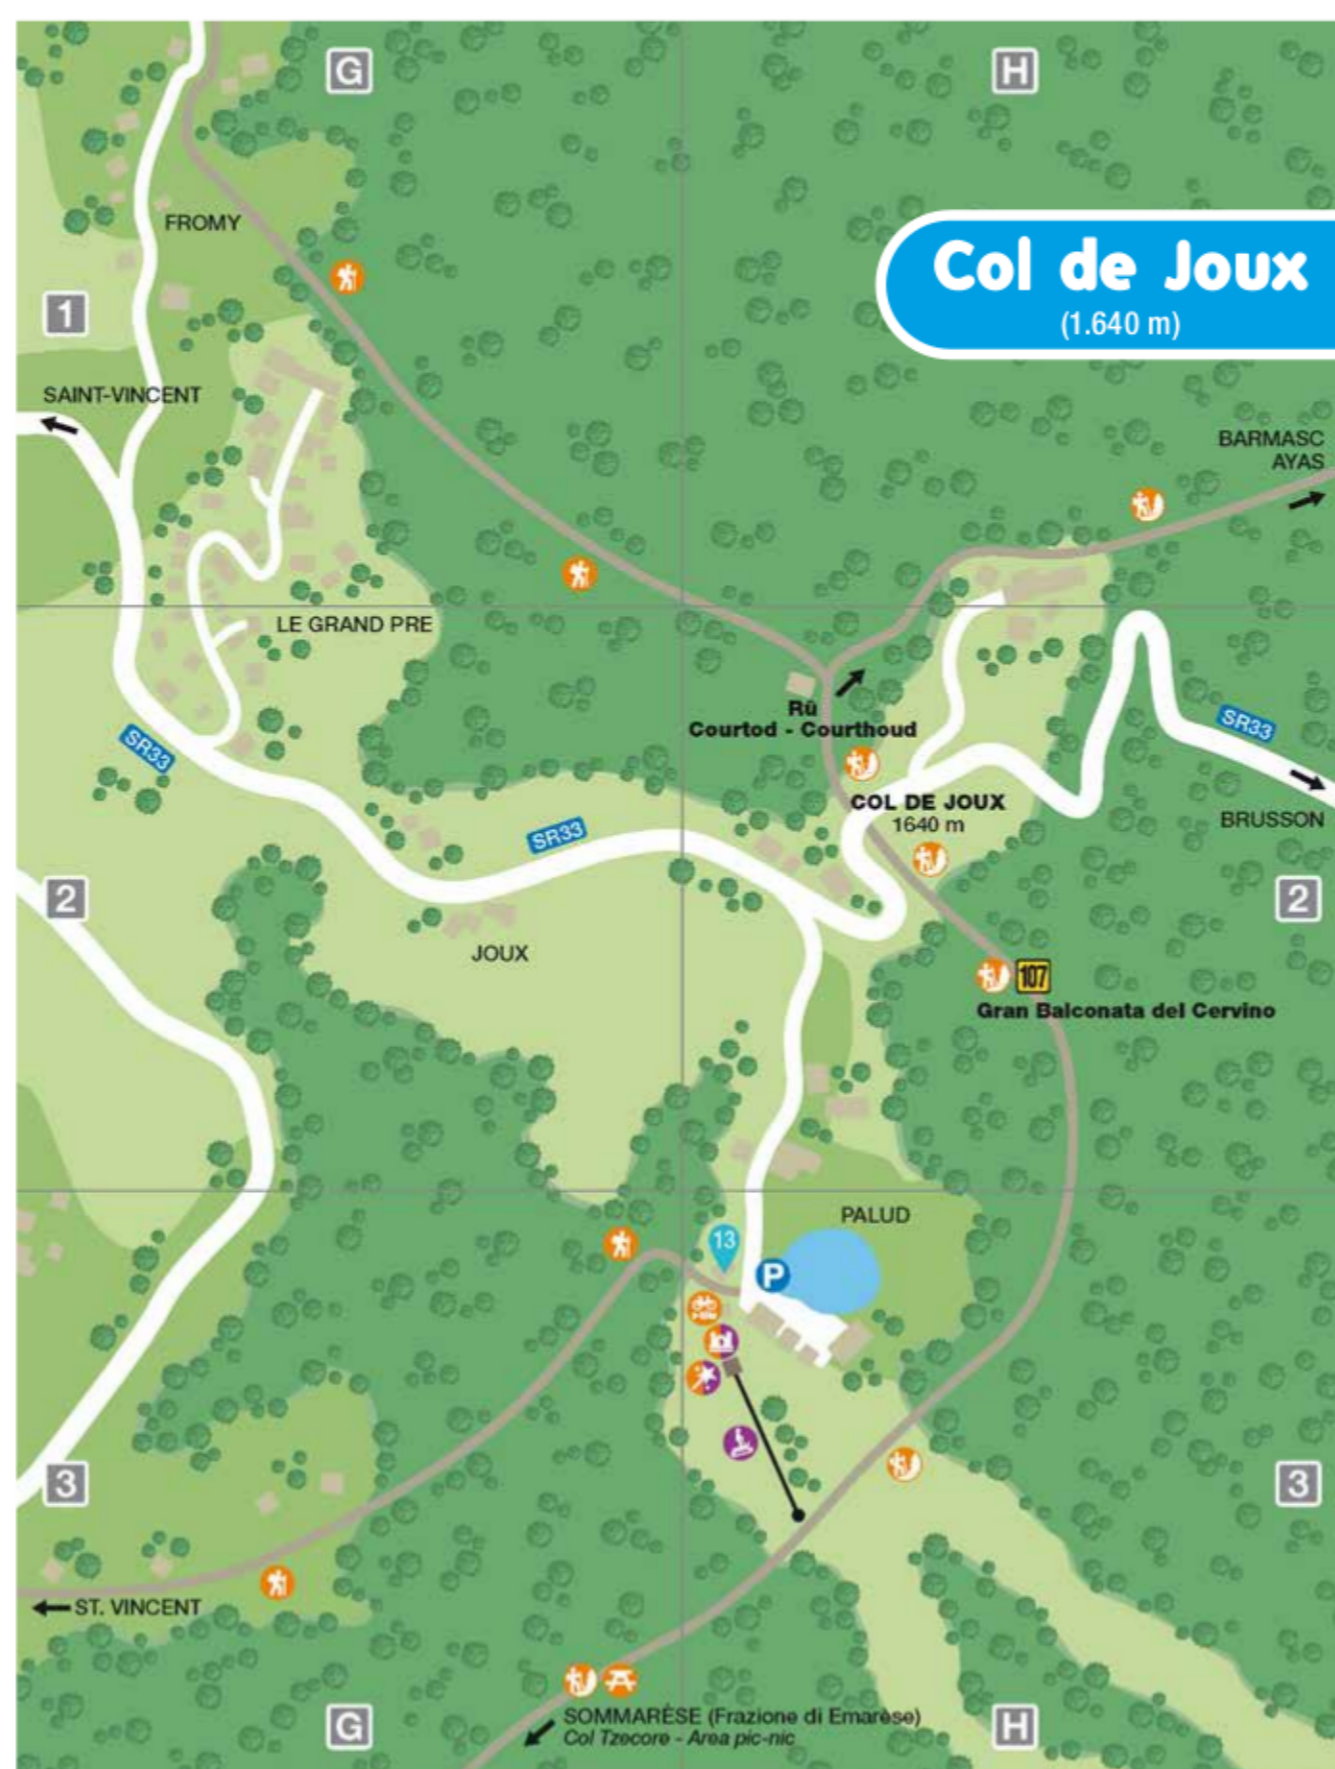 G
H
FROMY
Col de Joux
(1.640 m)
1
SAINT-VINCENT
BARMASC
AYAS
LE GRAND PRE
Rû
Courtod - Courthoud
SR33
SR33
SR33
COL DE JOUX
1640 m
BRUSSON
2
2
JOUX
107
Gran Balconata del Cervino
PALUD
13
P
3
3
ST. VINCENT
G
H
SOMMARÈSE (Frazione di Emarèse)
Col Tzecore - Area pic-nic